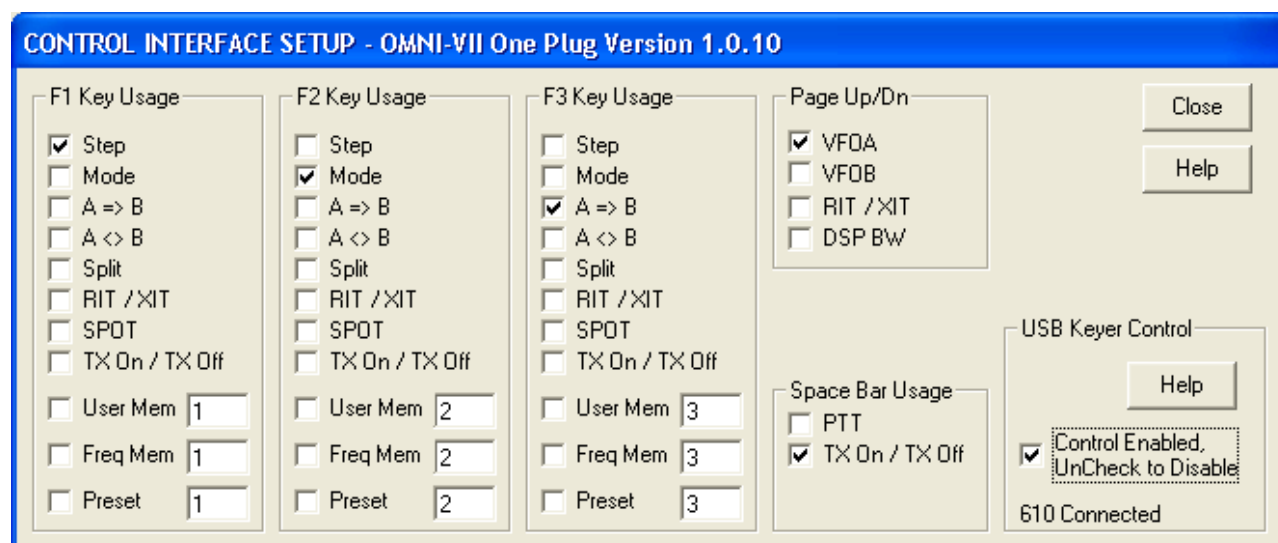 CONTROL INTERFACE SETUP - OMNI-VII One Plug Version 1.0.10
F1 Key Usage
Step
Mode
A => B
A <> B
Split
RIT / XIT
SPOT
TX On / TX Off
User Mem 1
Freq Mem 1
Preset 1
F2 Key Usage
Step
Mode
A => B
A <> B
Split
RIT / XIT
SPOT
TX On / TX Off
User Mem 2
Freq Mem 2
Preset 2
F3 Key Usage
Step
Mode
A => B
A <> B
Split
RIT / XIT
SPOT
TX On / TX Off
User Mem 3
Freq Mem 3
Preset 3
Page Up/Dn
VFOA
VFOB
RIT / XIT
DSP BW
Space Bar Usage
PTT
TX On / TX Off
Close
Help
USB Keyer Control
Help
Control Enabled,
UnCheck to Disable
610 Connected